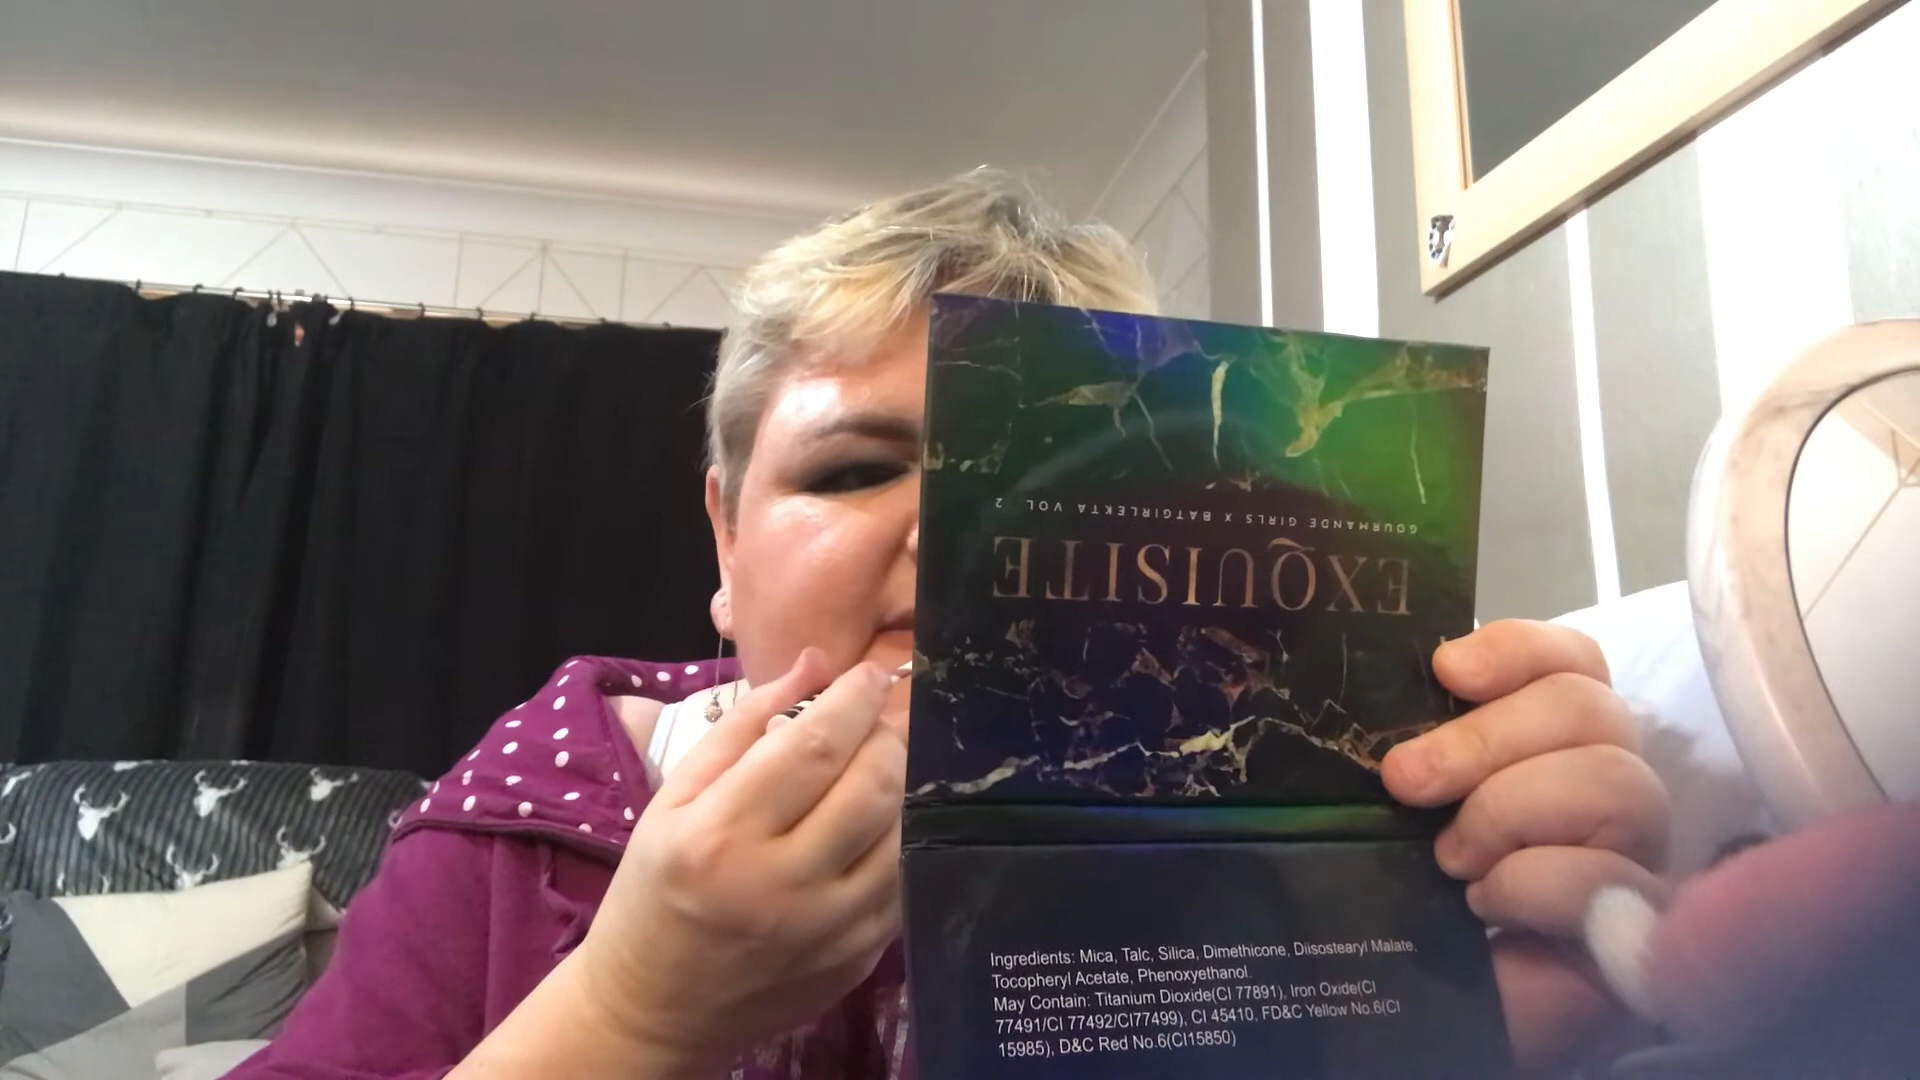 GOURMANDE GIRLS X BATGIRLEKTA VOL 2
EXQUISITE
Ingredients: Mica, Talc, Silica, Dimethicone, Diisostearyl Malate,
Tocopheryl Acetate, Phenoxyethanol.
May Contain: Titanium Dioxide(CI 77891), Iron Oxide(CI
77491/CI 77492/CI77499), CI 45410, FD&C Yellow No.6(CI
15985), D&C Red No.6(CI15850)